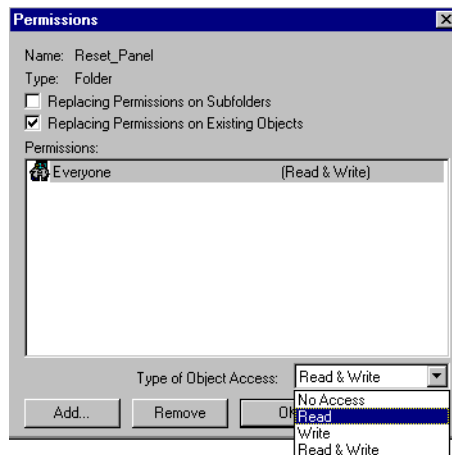 Permissions
Name: Reset_Panel
Type: Folder
Replacing Permissions on Subfolders
Replacing Permissions on Existing Objects
Permissions:
Everyone (Read & Write)
Type of Object Access: Read & Write
No Access
Add... Remove Read
Write
Read & Write